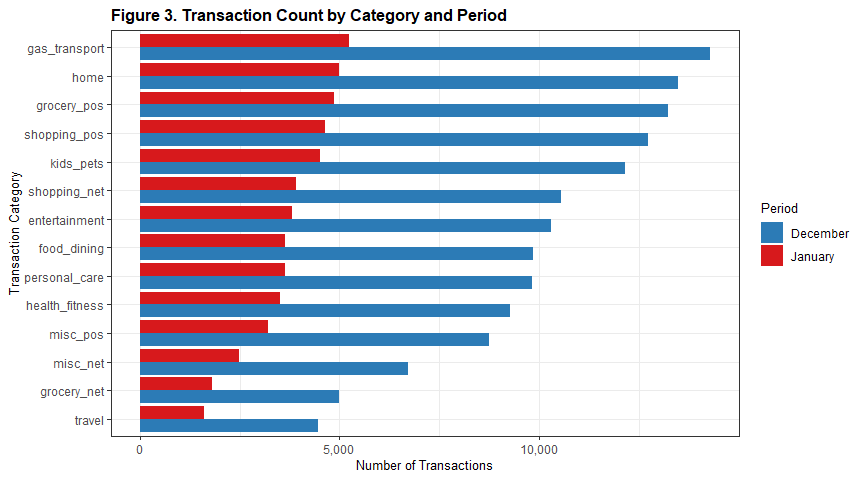 Figure 3. Transaction Count by Category and Period
Transaction Category
gas_transport
home
grocery_pos
shopping_pos
kids_pets
shopping_net
entertainment
food_dining
personal_care
health_fitness
misc_pos
misc_net
grocery_net
travel
0 5,000 10,000
Number of Transactions
Period
December
January